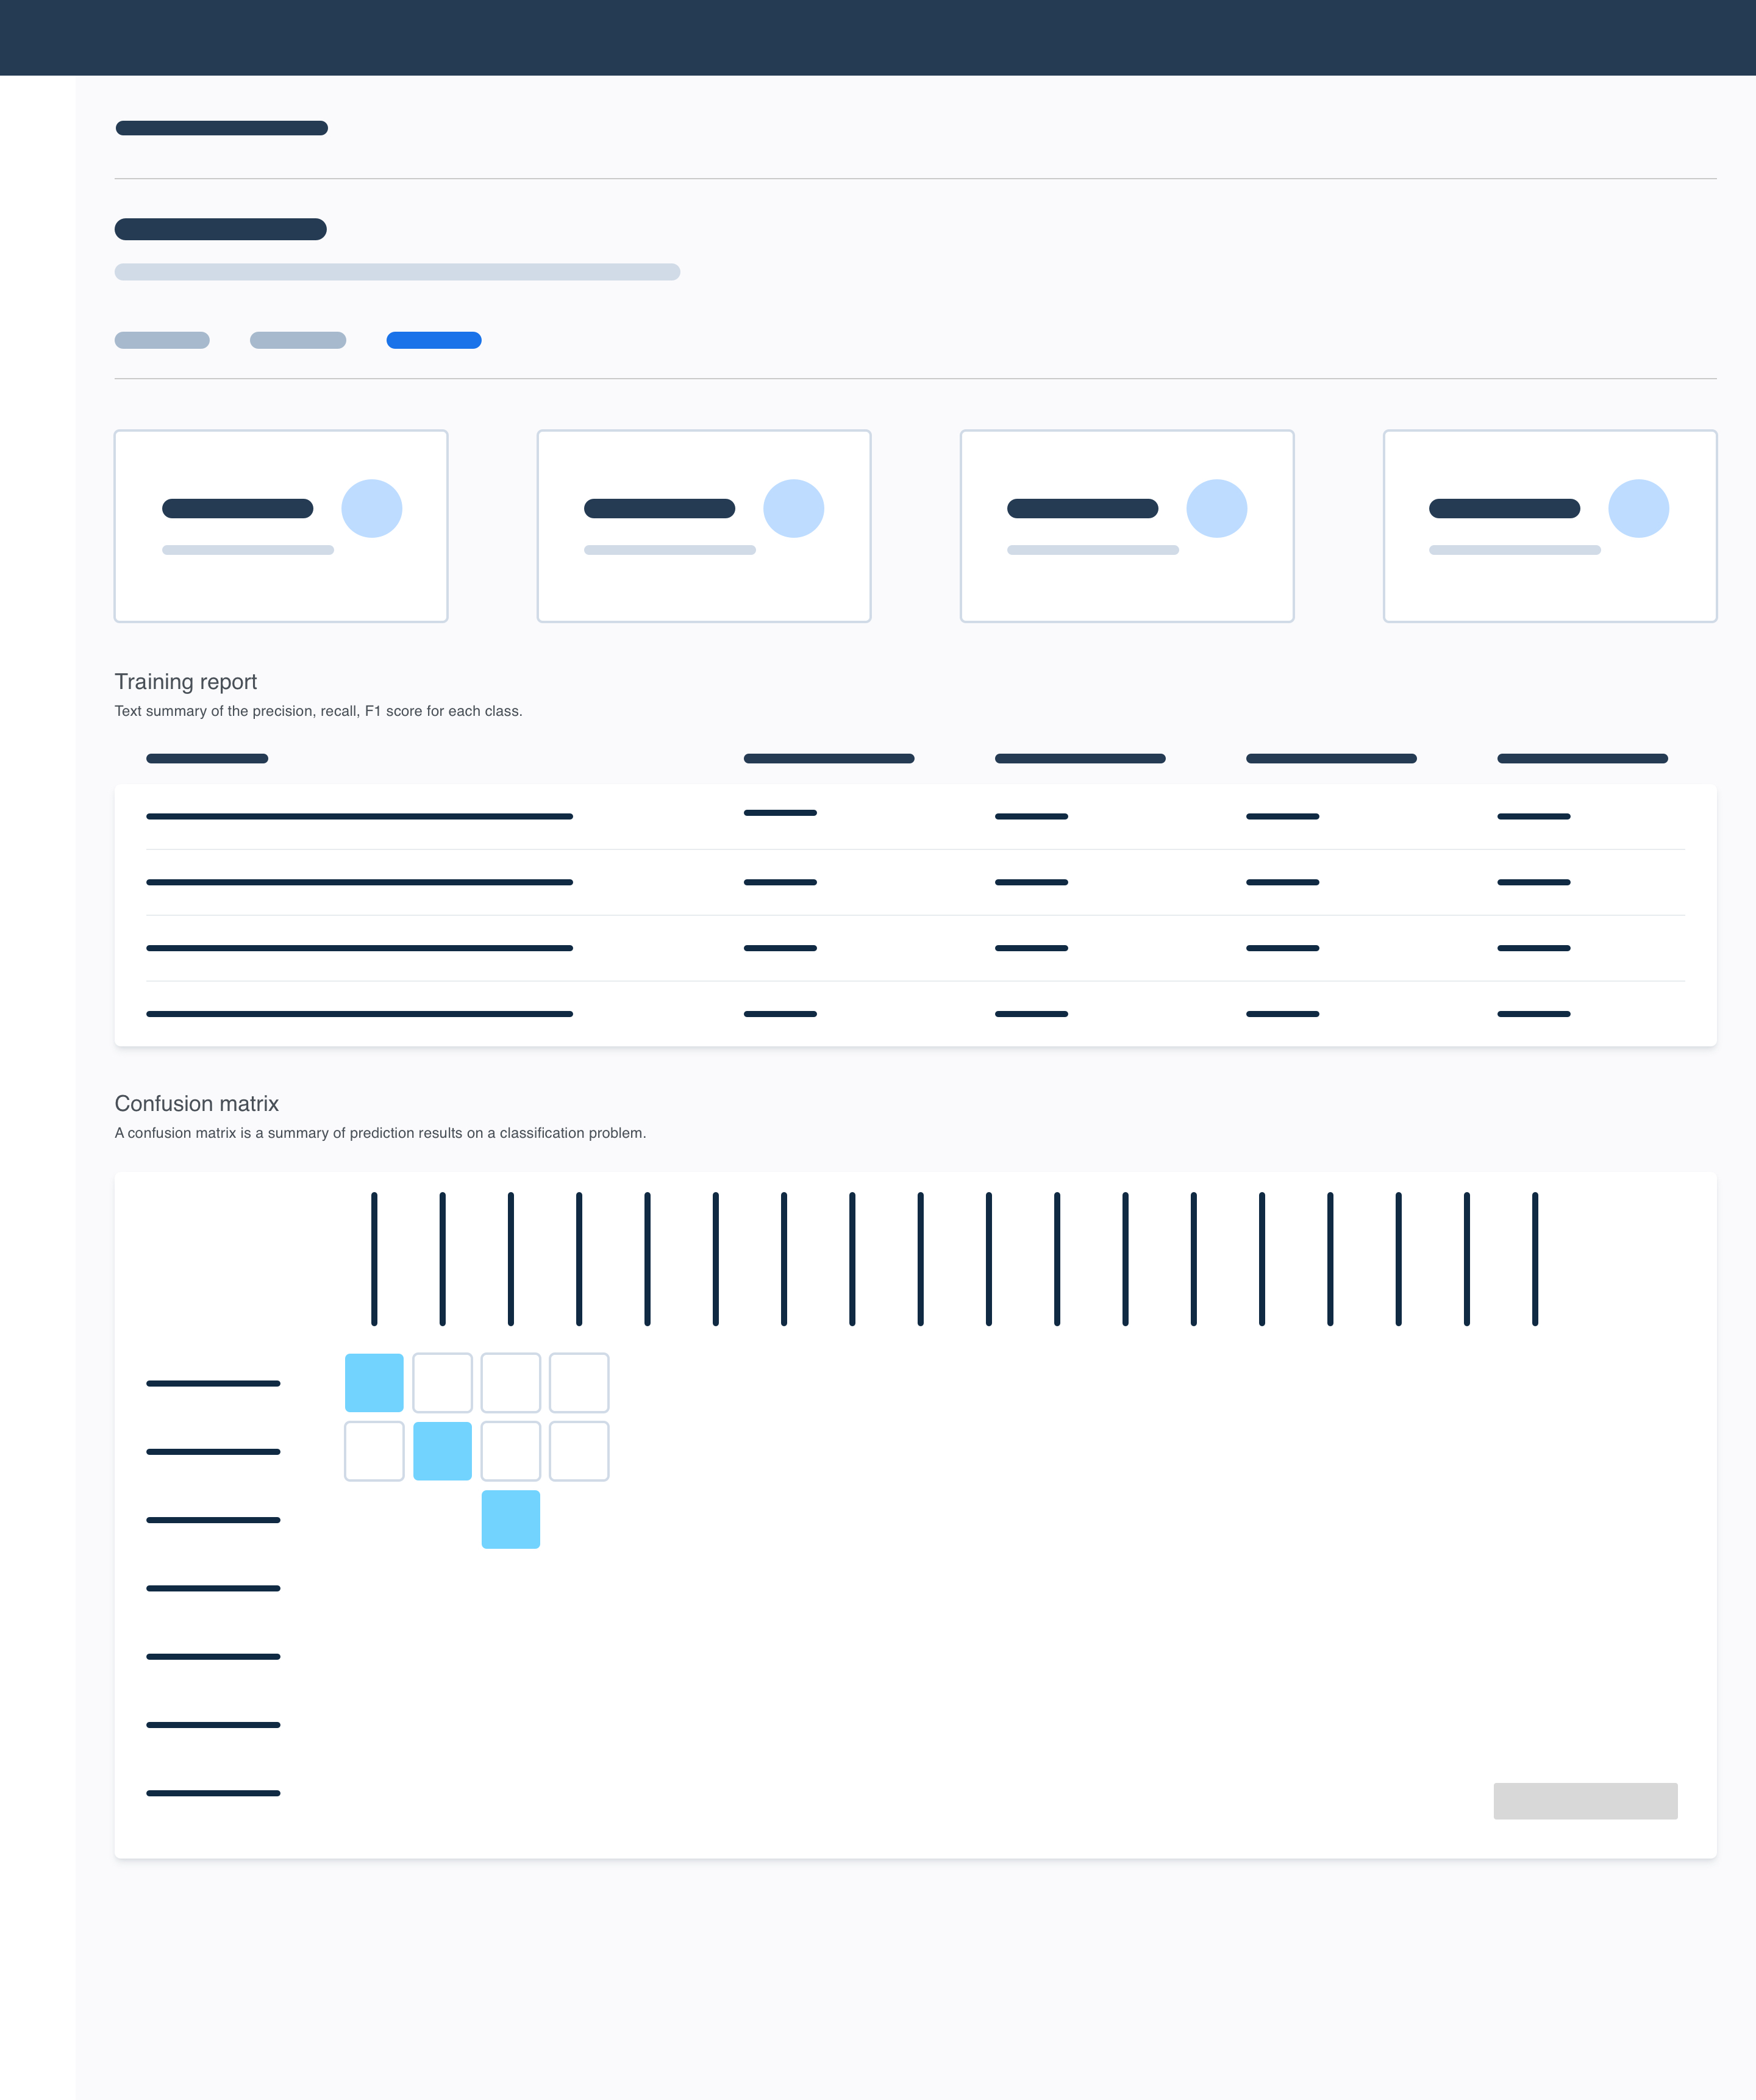 Training report
Text summary of the precision, recall, F1 score for each class.
Confusion matrix
A confusion matrix is a summary of prediction results on a classification problem.